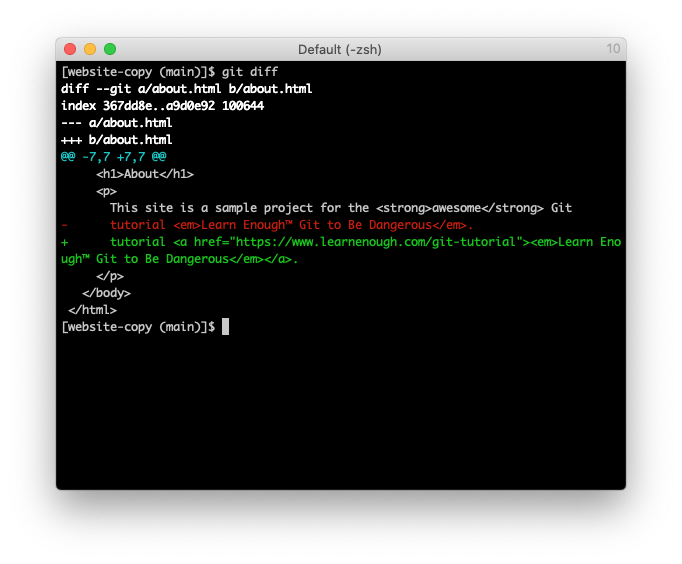 Default (-zsh)
10
[website-copy (main)]$ git diff
diff --git a/about.html b/about.html
index 367dd8e..a9d0e92 100644
--- a/about.html
+++ b/about.html
@@ -7,7 +7,7 @@
     <h1>About</h1>
     <p>
       This site is a sample project for the <strong>awesome</strong> Git
-      tutorial <em>Learn Enough™ Git to Be Dangerous</em>.
+      tutorial <a href="https://www.learnenough.com/git-tutorial"><em>Learn Eno
ugh™ Git to Be Dangerous</em></a>.
     </p>
   </body>
 </html>
[website-copy (main)]$